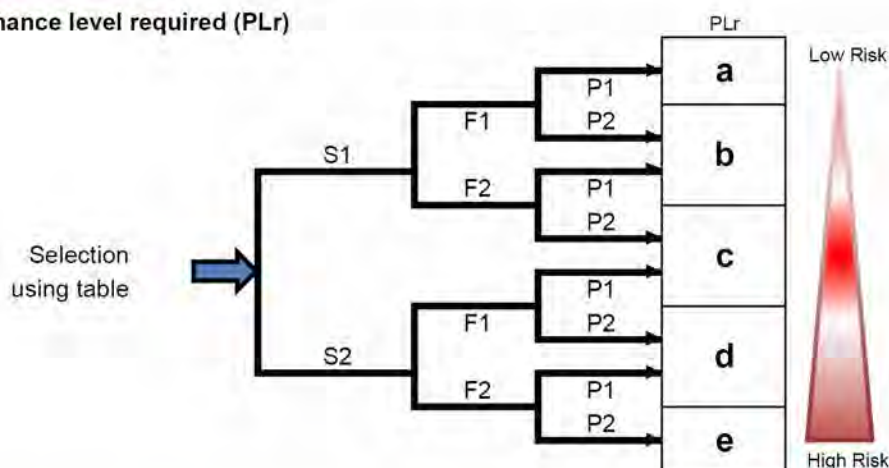 nance level required (PLr)
PLr
Low Risk
a
P1
F1
P2
S1
b
P1
F2
P2
Selection
using table
c
P1
F1
P2
S2
d
P1
F2
P2
e
High Risk